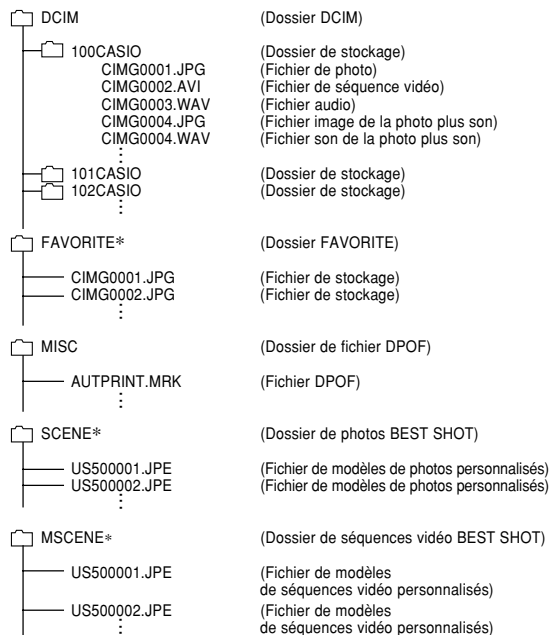 DCIM (Dossier DCIM)
100CASIO (Dossier de stockage)
CIMG0001.JPG (Fichier de photo)
CIMG0002.AVI (Fichier de séquence vidéo)
CIMG0003.WAV (Fichier audio)
CIMG0004.JPG (Fichier image de la photo plus son)
CIMG0004.WAV (Fichier son de la photo plus son)
101CASIO (Dossier de stockage)
102CASIO (Dossier de stockage)
FAVORITE* (Dossier FAVORITE)
CIMG0001.JPG (Fichier de stockage)
CIMG0002.JPG (Fichier de stockage)
MISC (Dossier de fichier DPOF)
AUTPRINT.MRK (Fichier DPOF)
SCENE* (Dossier de photos BEST SHOT)
US500001.JPE (Fichier de modèles de photos personnalisés)
US500002.JPE (Fichier de modèles de photos personnalisés)
MSCENE* (Dossier de séquences vidéo BEST SHOT)
US500001.JPE (Fichier de modèles
de séquences vidéo personnalisés)
US500002.JPE (Fichier de modèles
de séquences vidéo personnalisés)